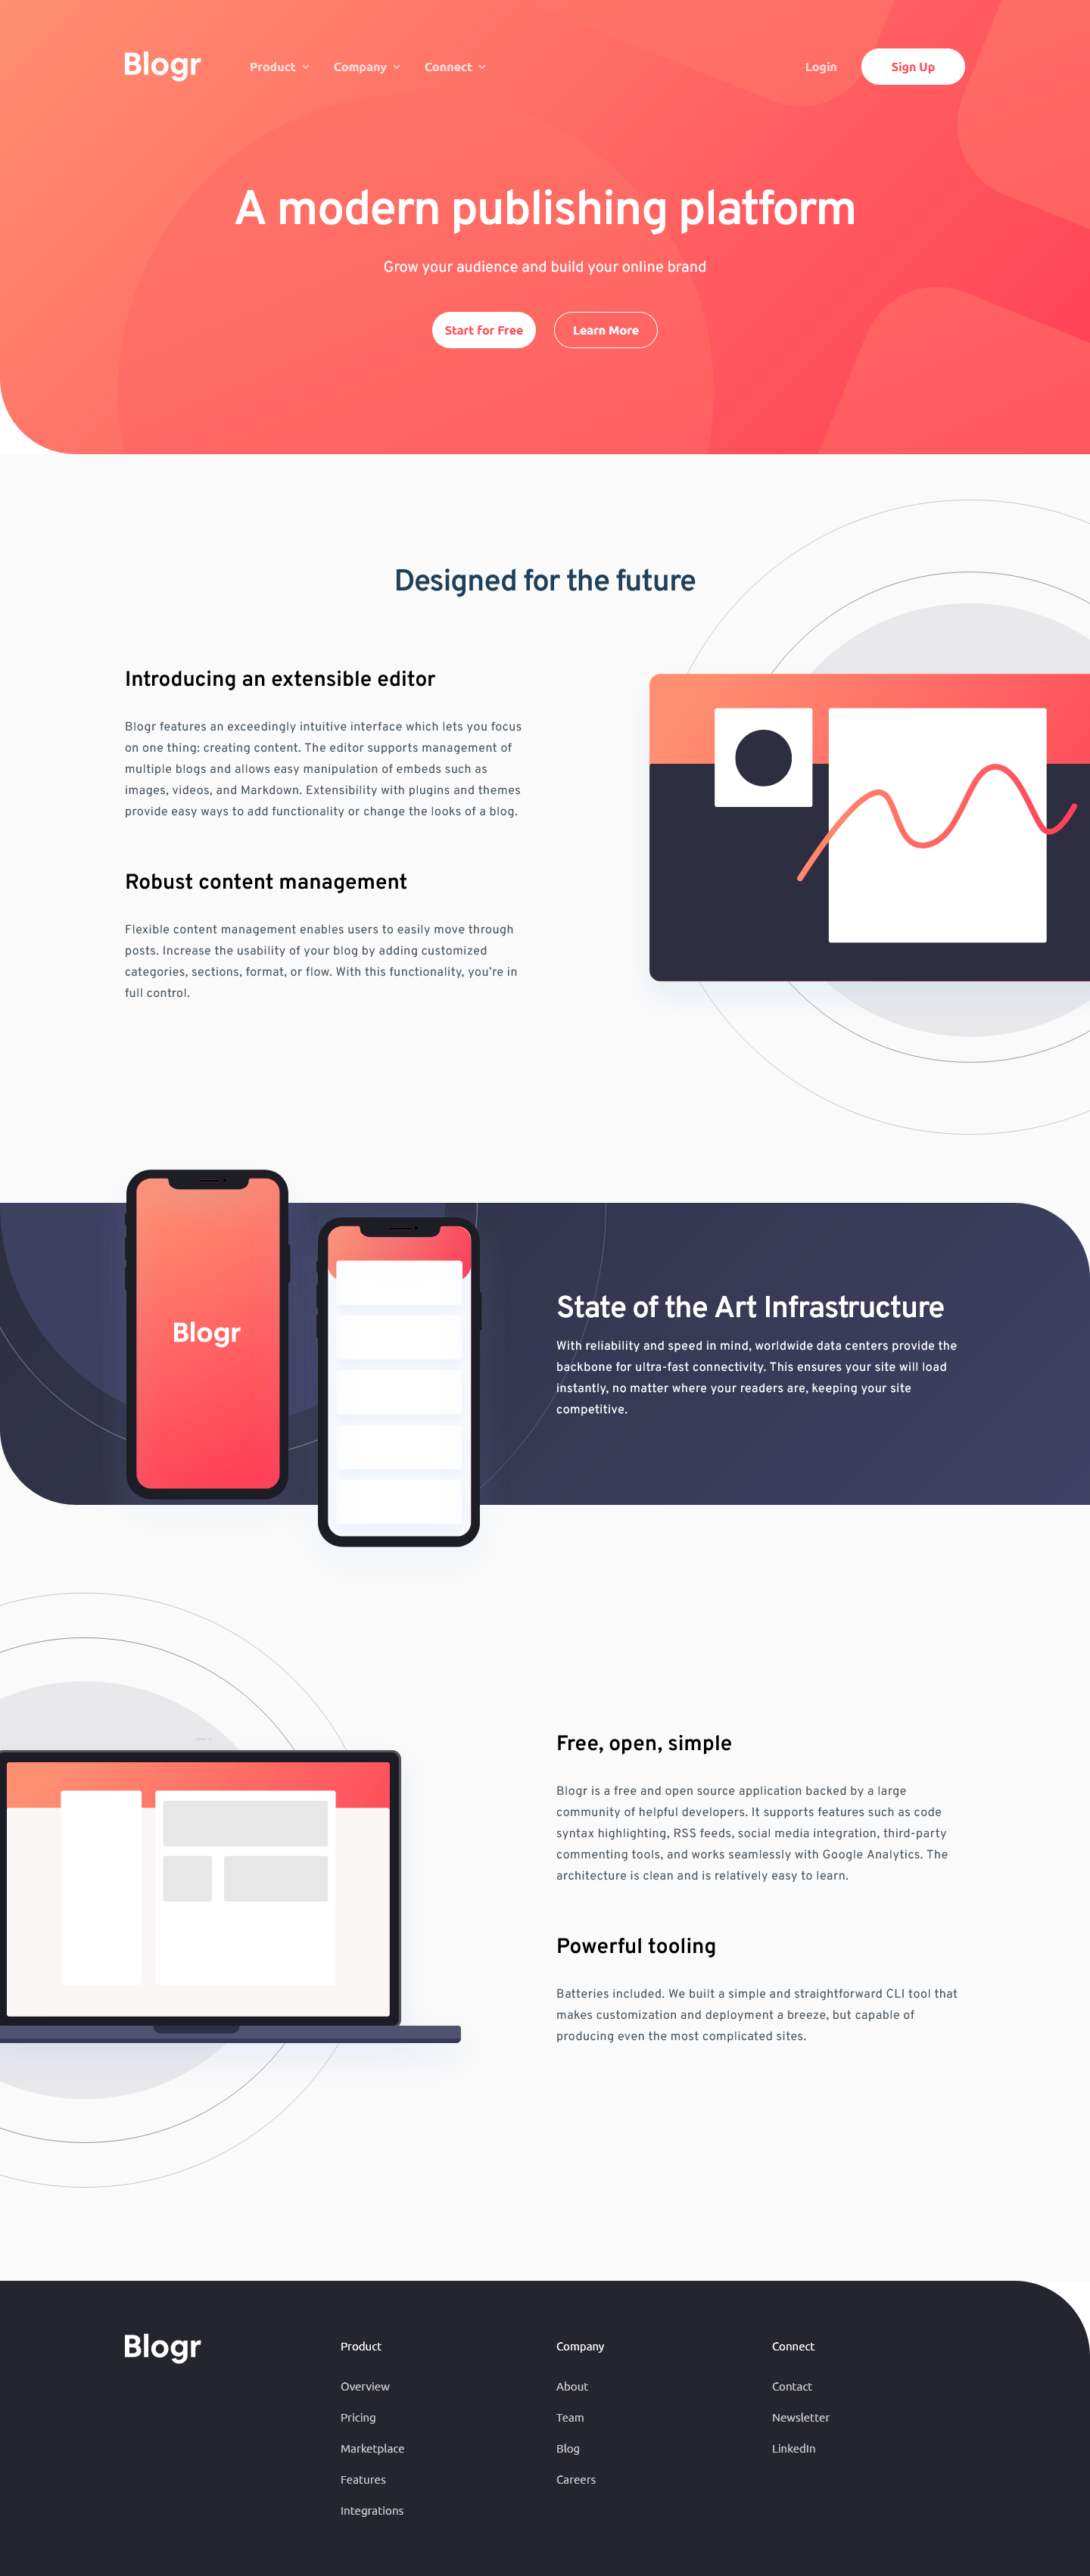 Blogr
Product
Company
Connect
Login
Sign Up
A modern publishing platform
Grow your audience and build your online brand
Start for Free
Learn More
Designed for the future
Introducing an extensible editor
Blogr features an exceedingly intuitive interface which lets you focus
on one thing: creating content. The editor supports management of
multiple blogs and allows easy manipulation of embeds such as
images, videos, and Markdown. Extensibility with plugins and themes
provide easy ways to add functionality or change the looks of a blog.
Robust content management
Flexible content management enables users to easily move through
posts. Increase the usability of your blog by adding customized
categories, sections, format, or flow. With this functionality, you’re in
full control.
Blogr
State of the Art Infrastructure
With reliability and speed in mind, worldwide data centers provide the
backbone for ultra-fast connectivity. This ensures your site will load
instantly, no matter where your readers are, keeping your site
competitive.
Free, open, simple
Blogr is a free and open source application backed by a large
community of helpful developers. It supports features such as code
syntax highlighting, RSS feeds, social media integration, third-party
commenting tools, and works seamlessly with Google Analytics. The
architecture is clean and is relatively easy to learn.
Powerful tooling
Batteries included. We built a simple and straightforward CLI tool that
makes customization and deployment a breeze, but capable of
producing even the most complicated sites.
Blogr
Product
Overview
Pricing
Marketplace
Features
Integrations
Company
About
Team
Blog
Careers
Connect
Contact
Newsletter
LinkedIn